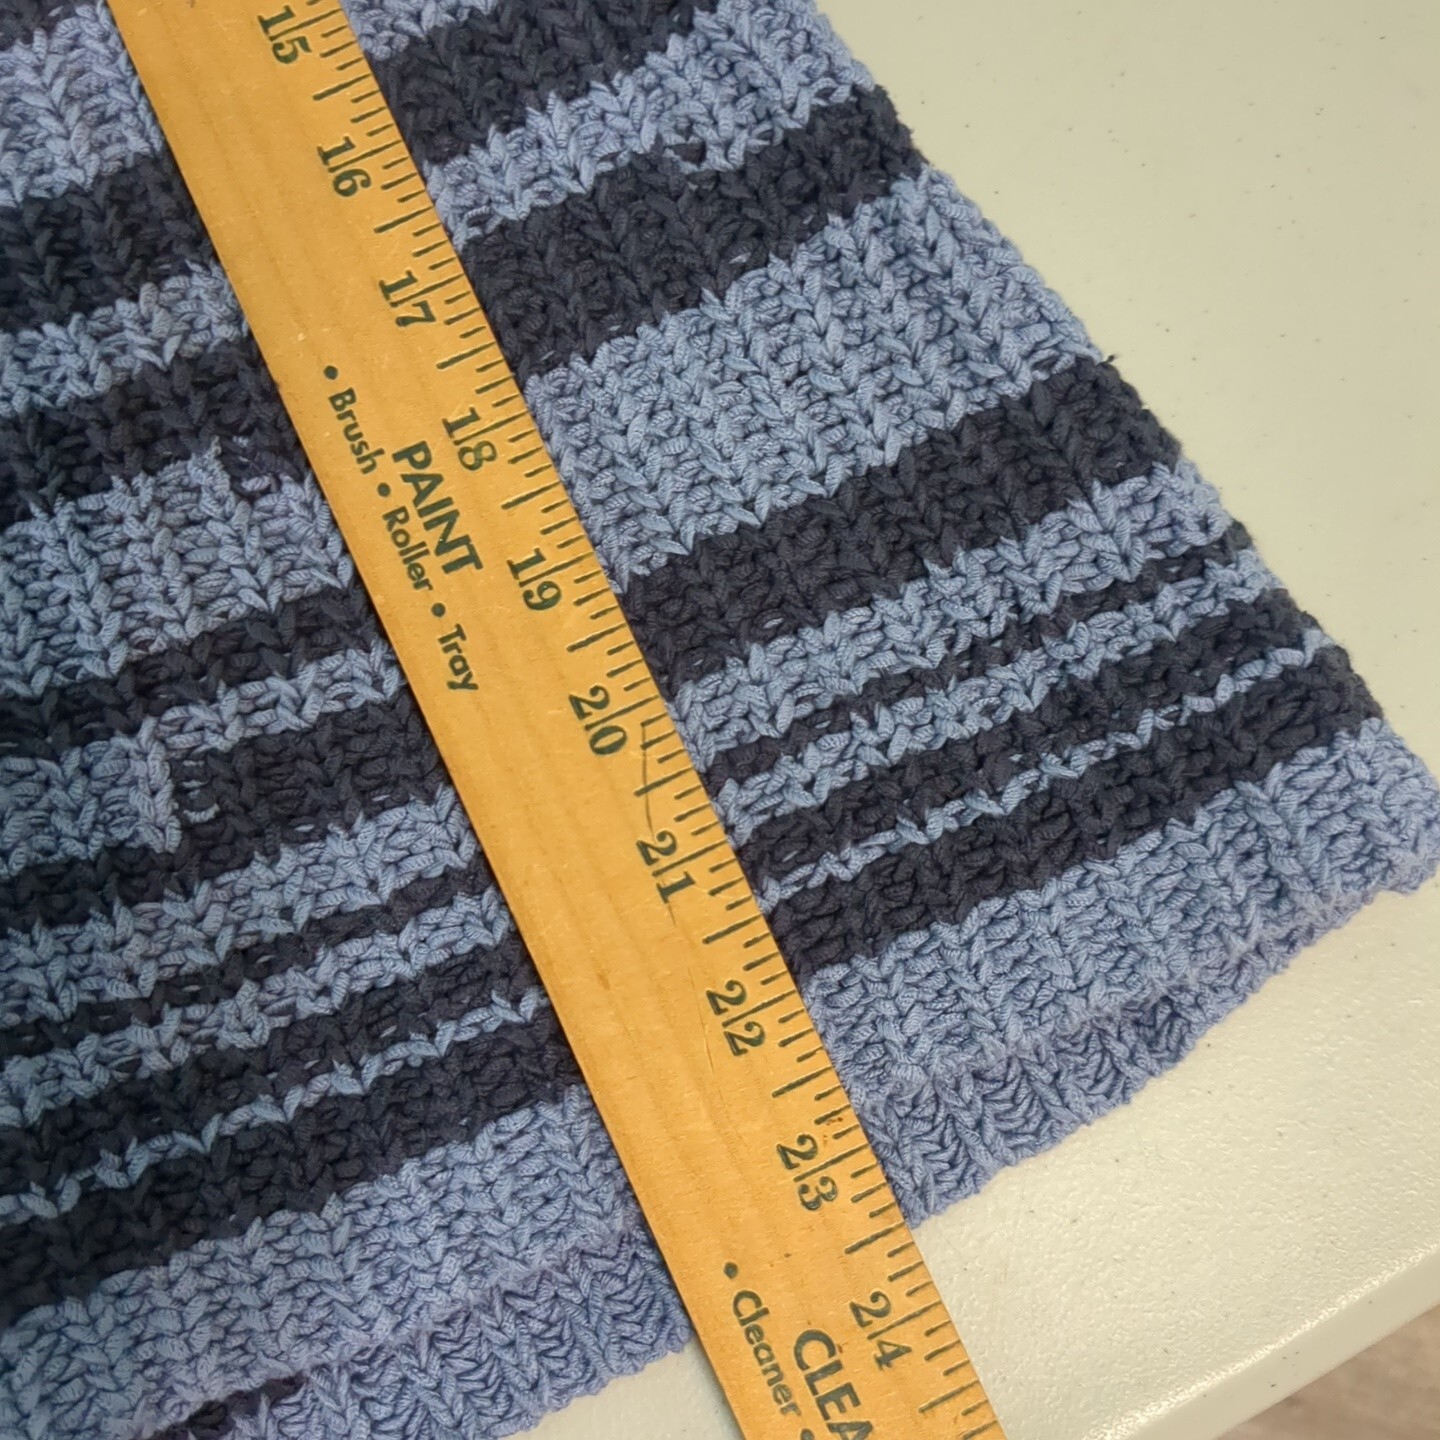 15
16
17
18
19
20
21
22
23
24
PAINT
• Brush • Roller • Tray
CLEA
• Cleaner •